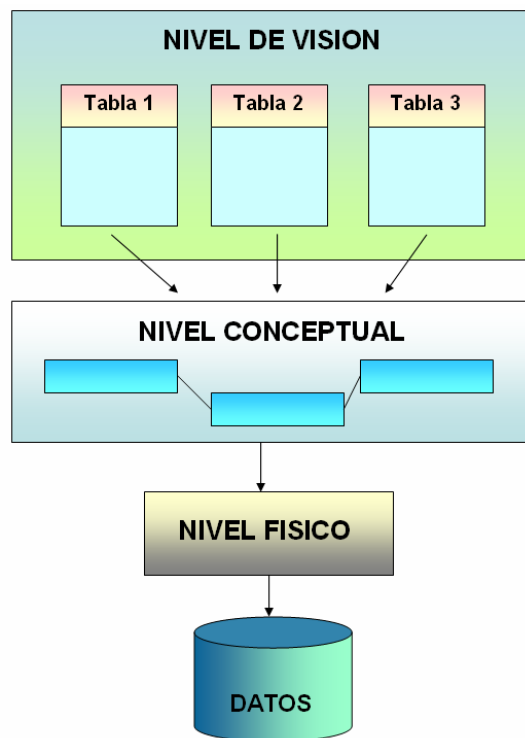 NIVEL DE VISION
Tabla 1
Tabla 2
Tabla 3
NIVEL CONCEPTUAL
NIVEL FISICO
DATOS